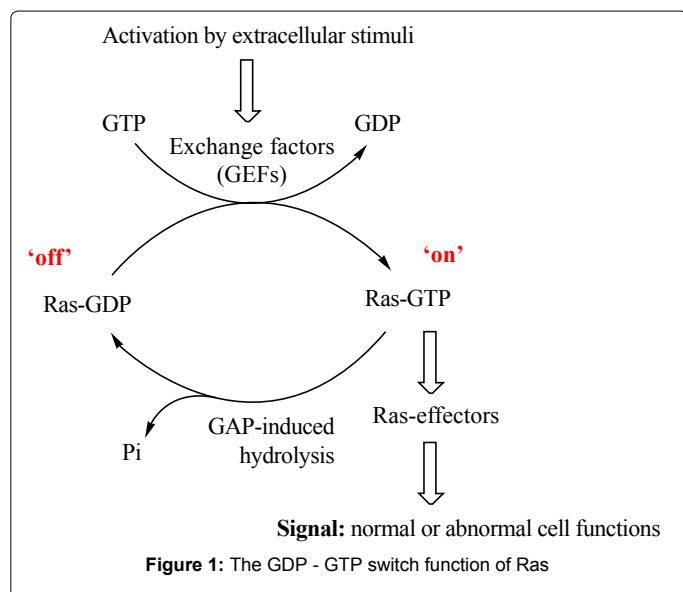 Activation by extracellular stimuli
GTP
GDP
Exchange factors
(GEFs)
‘off’
‘on’
Ras-GDP
Ras-GTP
GAP-induced
hydrolysis
Pi
Ras-effectors
Signal: normal or abnormal cell functions
Figure 1: The GDP - GTP switch function of Ras